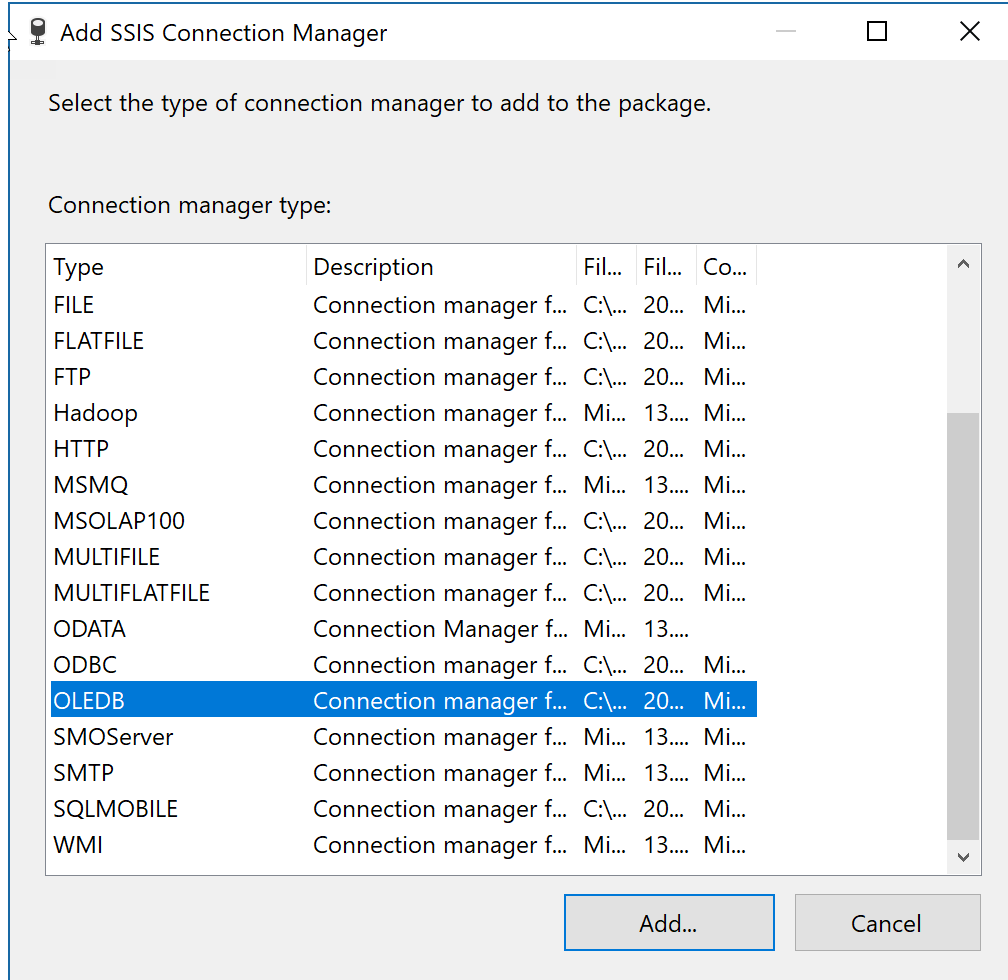 Add SSIS Connection Manager
Select the type of connection manager to add to the package.
Connection manager type:
Type Description Fil... Fil... Co...
FILE Connection manager f... C:\... 20... Mi...
FLATFILE Connection manager f... C:\... 20... Mi...
FTP Connection manager f... C:\... 20... Mi...
Hadoop Connection manager f... Mi... 13.... Mi...
HTTP Connection manager f... C:\... 20... Mi...
MSMQ Connection manager f... Mi... 13.... Mi...
MSOLAP100 Connection manager f... C:\... 20... Mi...
MULTIFILE Connection manager f... C:\... 20... Mi...
MULTIFLATFILE Connection manager f... C:\... 20... Mi...
ODATA Connection Manager f... Mi... 13....
ODBC Connection manager f... C:\... 20... Mi...
OLEDB Connection manager f... C:\... 20... Mi...
SMOServer Connection manager f... Mi... 13.... Mi...
SMTP Connection manager f... Mi... 13.... Mi...
SQLMOBILE Connection manager f... C:\... 20... Mi...
WMI Connection manager f... Mi... 13.... Mi...
Add... Cancel